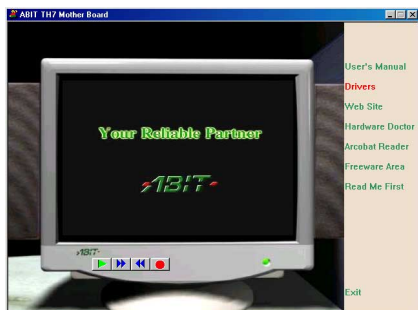 ABIT TH7 Mother Board
Your Reliable Partner
ABIT
ABIT
User's Manual
Drivers
Web Site
Hardware Doctor
Arcobat Reader
Freeware Area
Read Me First
Exit